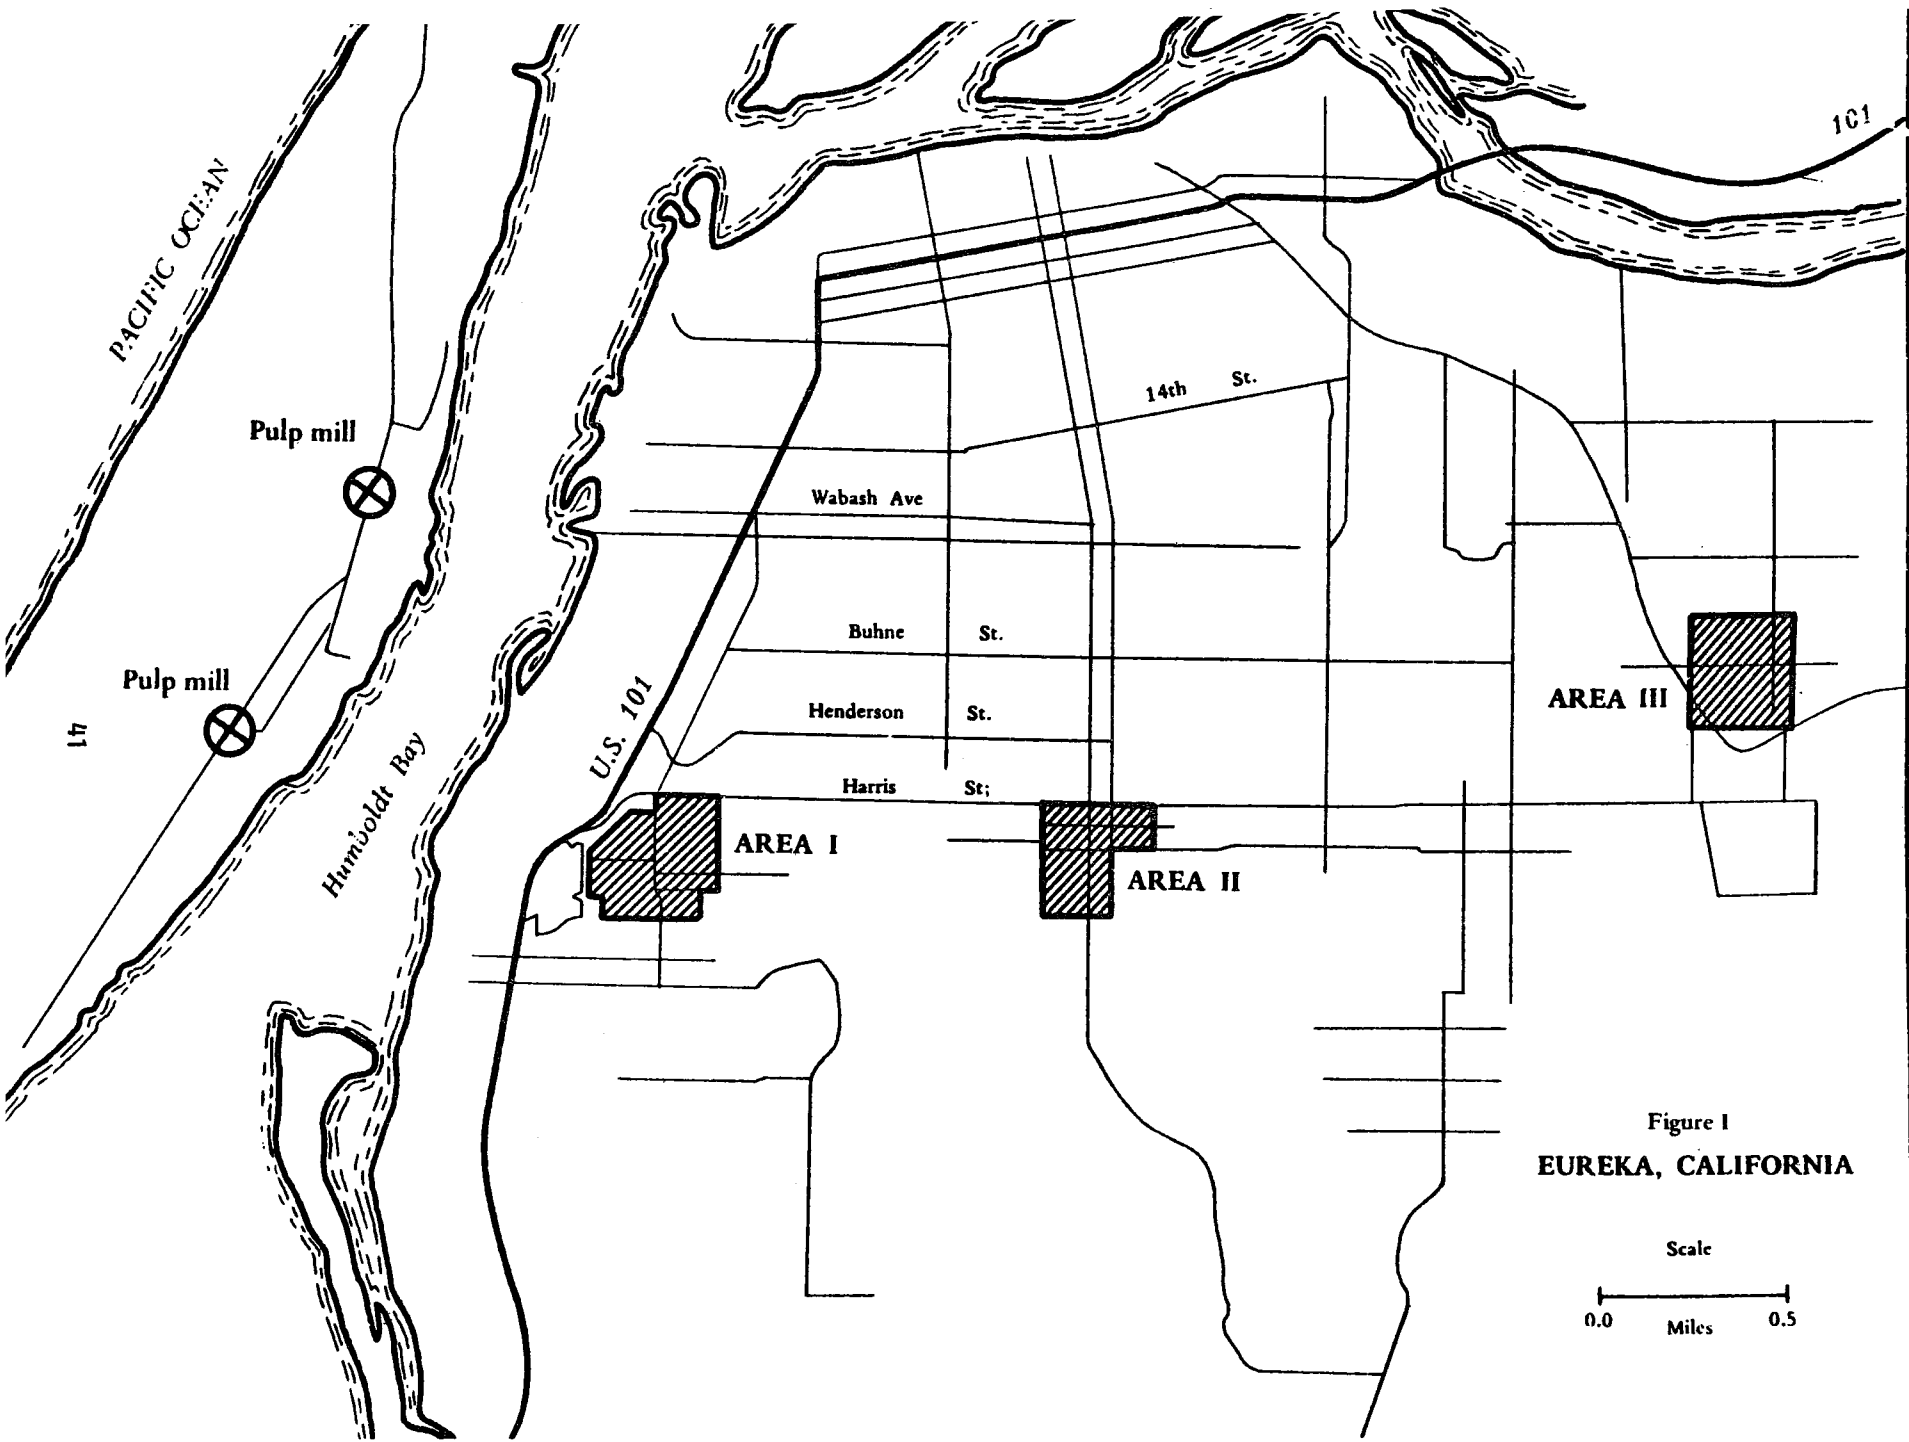 101
PACIFIC OCEAN
14th St.
Pulp mill
Wabash Ave
Buhne St.
Pulp mill
AREA III
U.S. 101
Henderson St.
41
Humboldt Bay
Harris St;
AREA I
AREA II
Figure I
EUREKA, CALIFORNIA
Scale
0.0 Miles 0.5